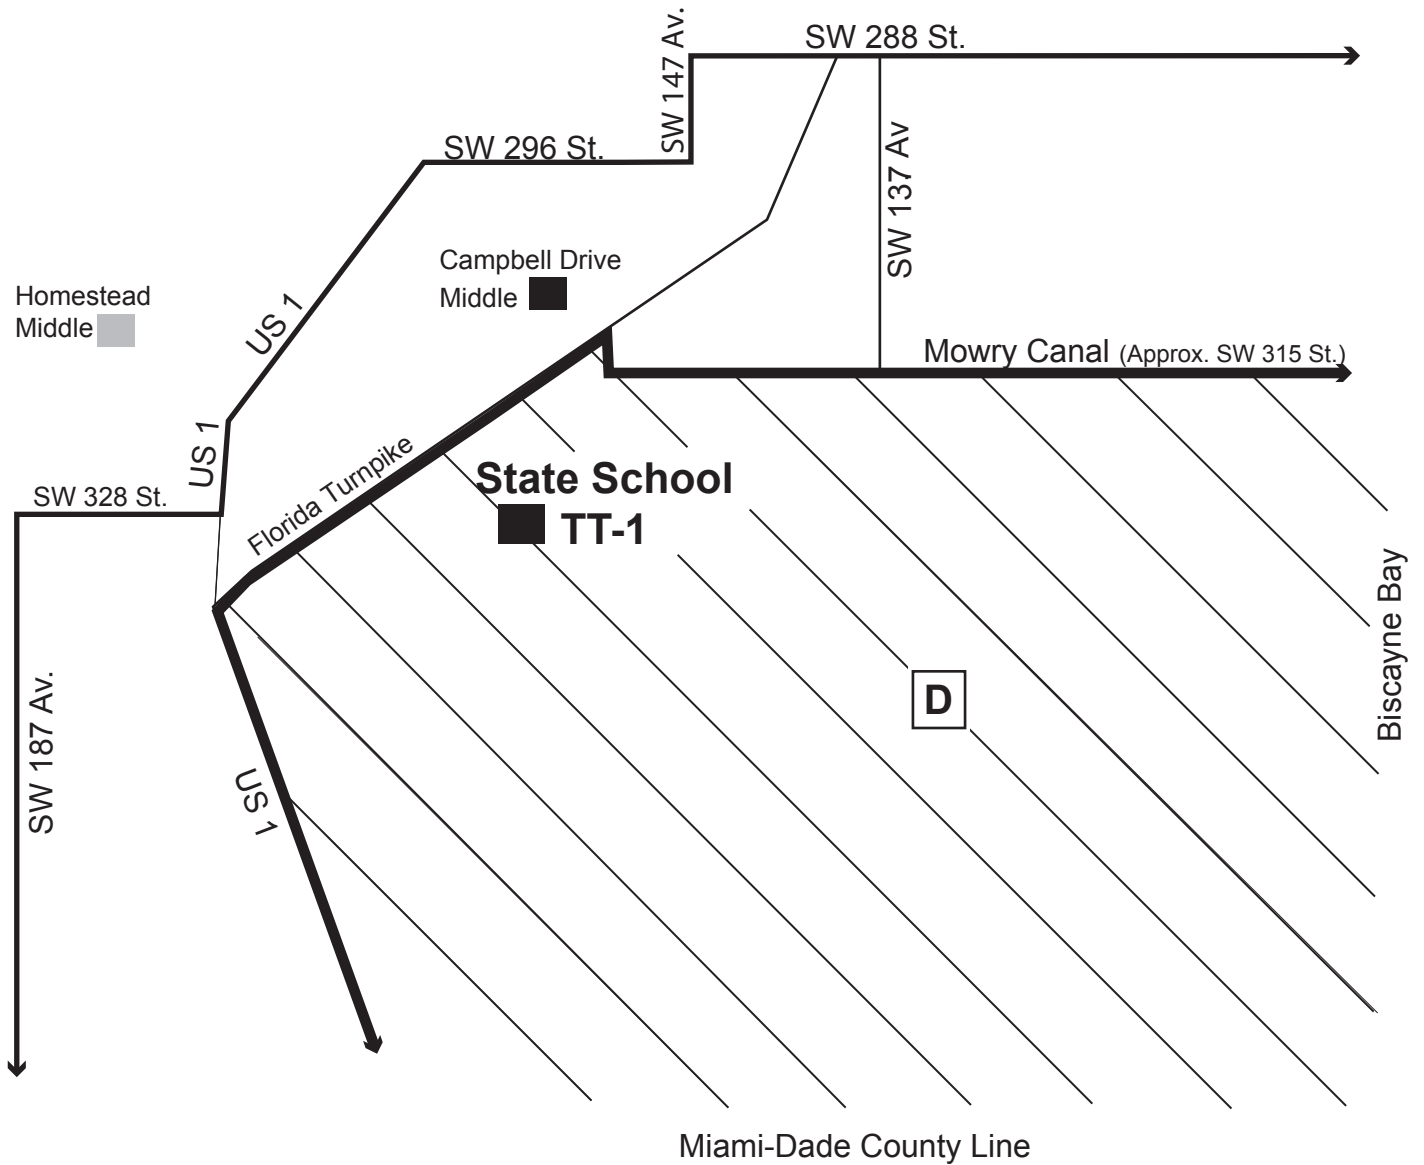 SW 147 Av.
SW 288 St.
SW 296 St.
SW 137 Av
Campbell Drive
Middle
Homestead
Middle
US 1
Mowry Canal (Approx. SW 315 St.)
US 1
Florida Turnpike
State School
TT-1
SW 328 St.
Biscayne Bay
D
SW 187 Av.
US 1
Miami-Dade County Line